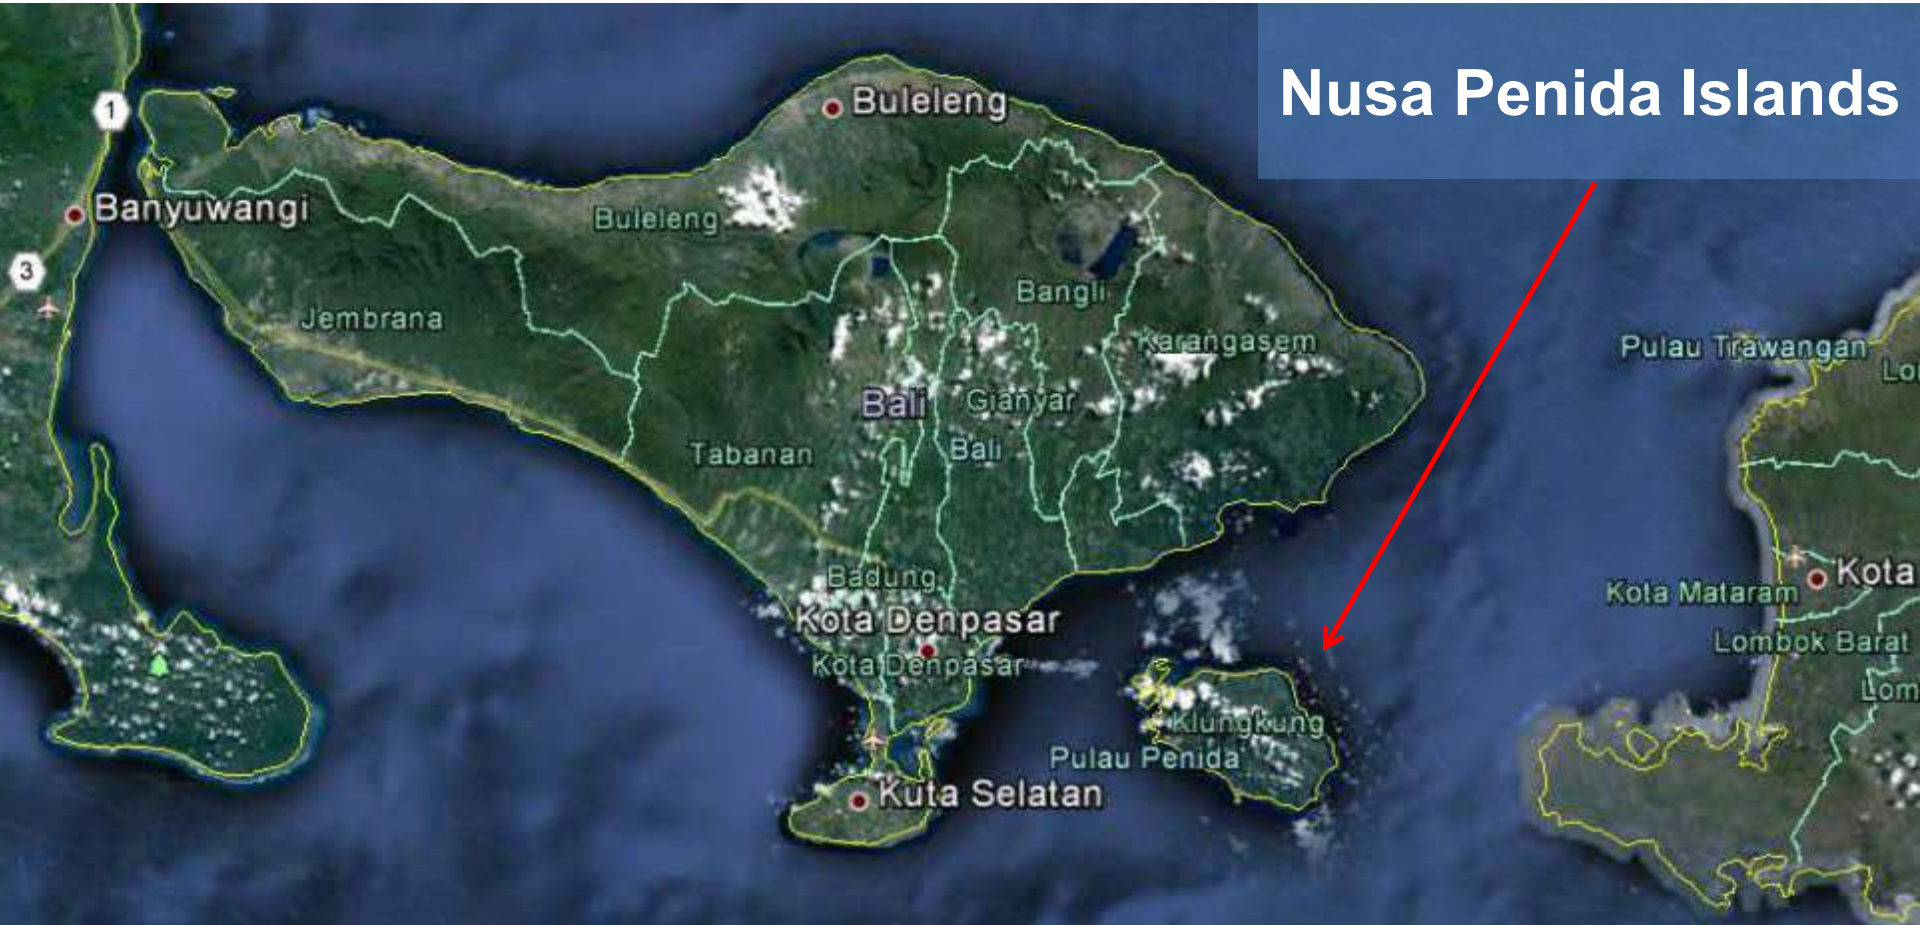 Nusa Penida Islands
1
Buleleng
Banyuwangi
Buleleng
3
Bangli
Jembrana
Karangasem
Pulau Trawangan
Bali
Gianyar
Tabanan
Bali
Badung
Kota
Kota Mataram
Kota Denpasar
Lombok Barat
Kota Denpasar
Klungkung
Pulau Penida
Kuta Selatan